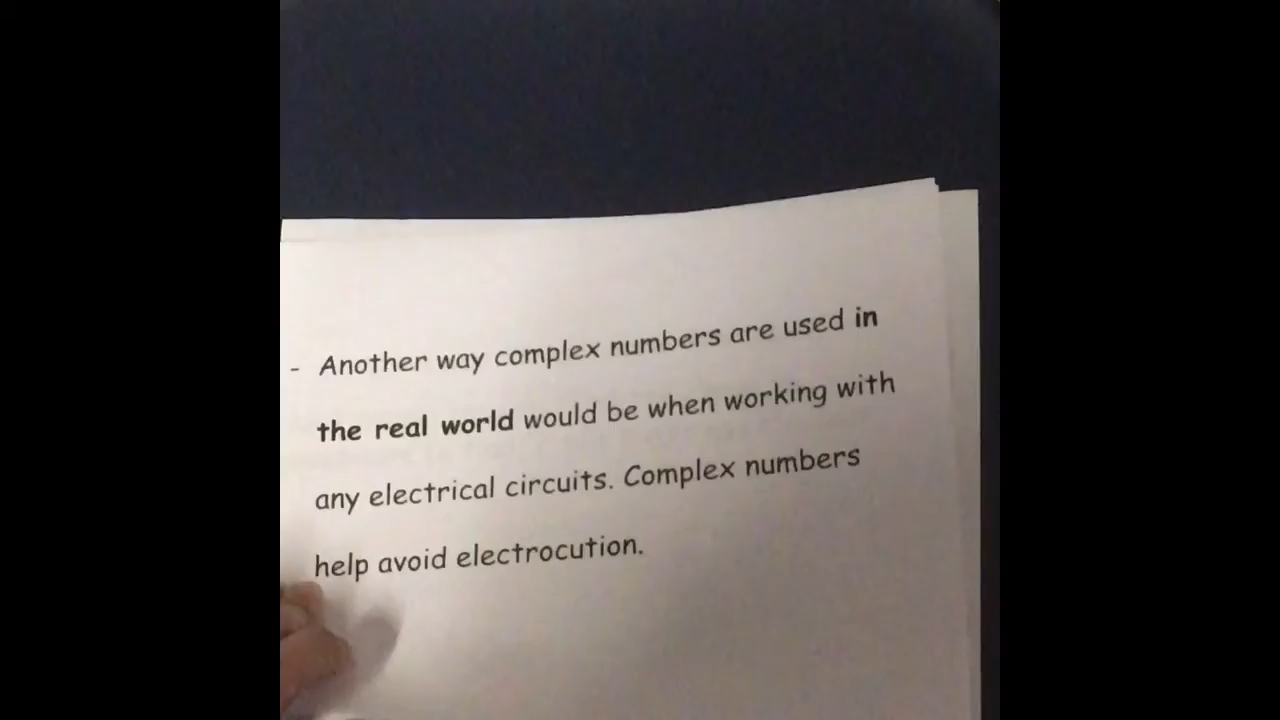 - Another way complex numbers are used in
the real world would be when working with
any electrical circuits. Complex numbers
help avoid electrocution.